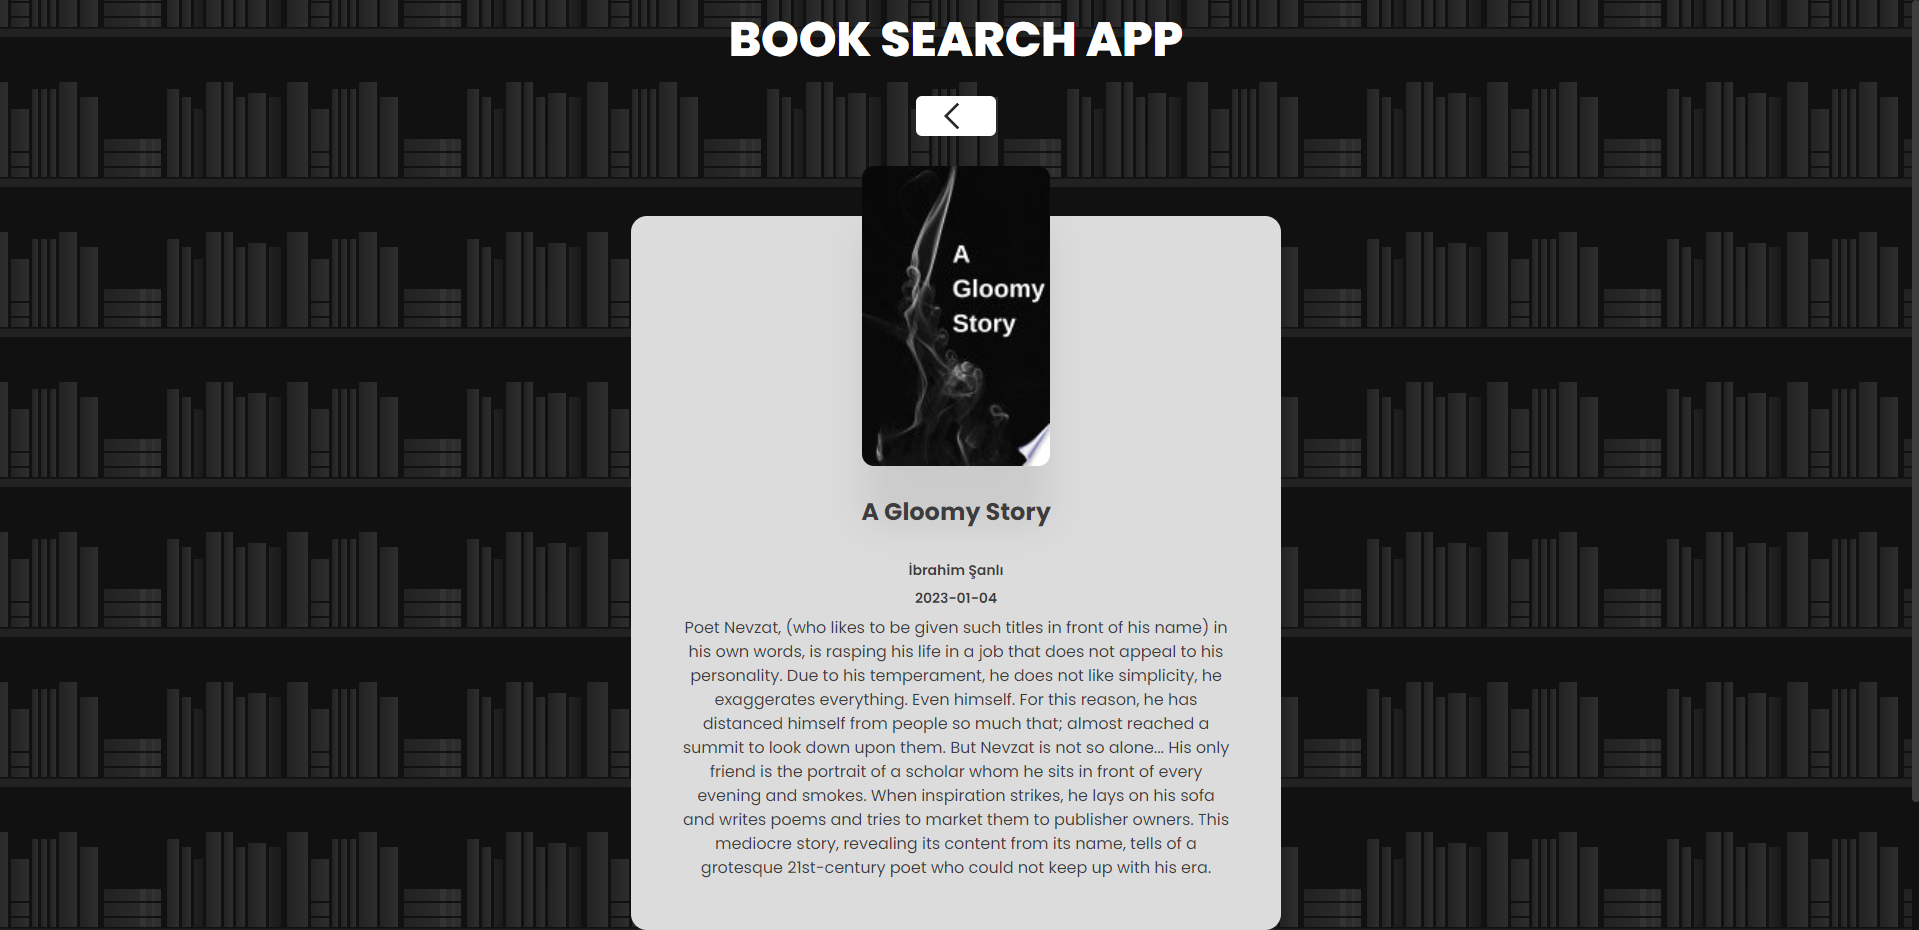 BOOK SEARCH APP
A
Gloomy
Story
A Gloomy Story
İbrahim Şanlı
2023-01-04
Poet Nevzat, (who likes to be given such titles in front of his name) in
his own words, is rasping his life in a job that does not appeal to his
personality. Due to his temperament, he does not like simplicity, he
exaggerates everything. Even himself. For this reason, he has
distanced himself from people so much that; almost reached a
summit to look down upon them. But Nevzat is not so alone... His only
friend is the portrait of a scholar whom he sits in front of every
evening and smokes. When inspiration strikes, he lays on his sofa
and writes poems and tries to market them to publisher owners. This
mediocre story, revealing its content from its name, tells of a
grotesque 21st-century poet who could not keep up with his era.